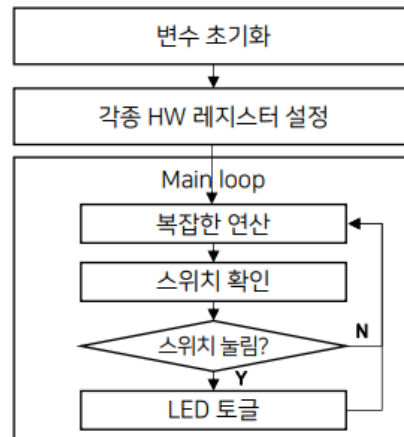 변수 초기화
각종 HW 레지스터 설정
Main loop
복잡한 연산
스위치 확인
스위치 눌림?
N
Y
LED 토글